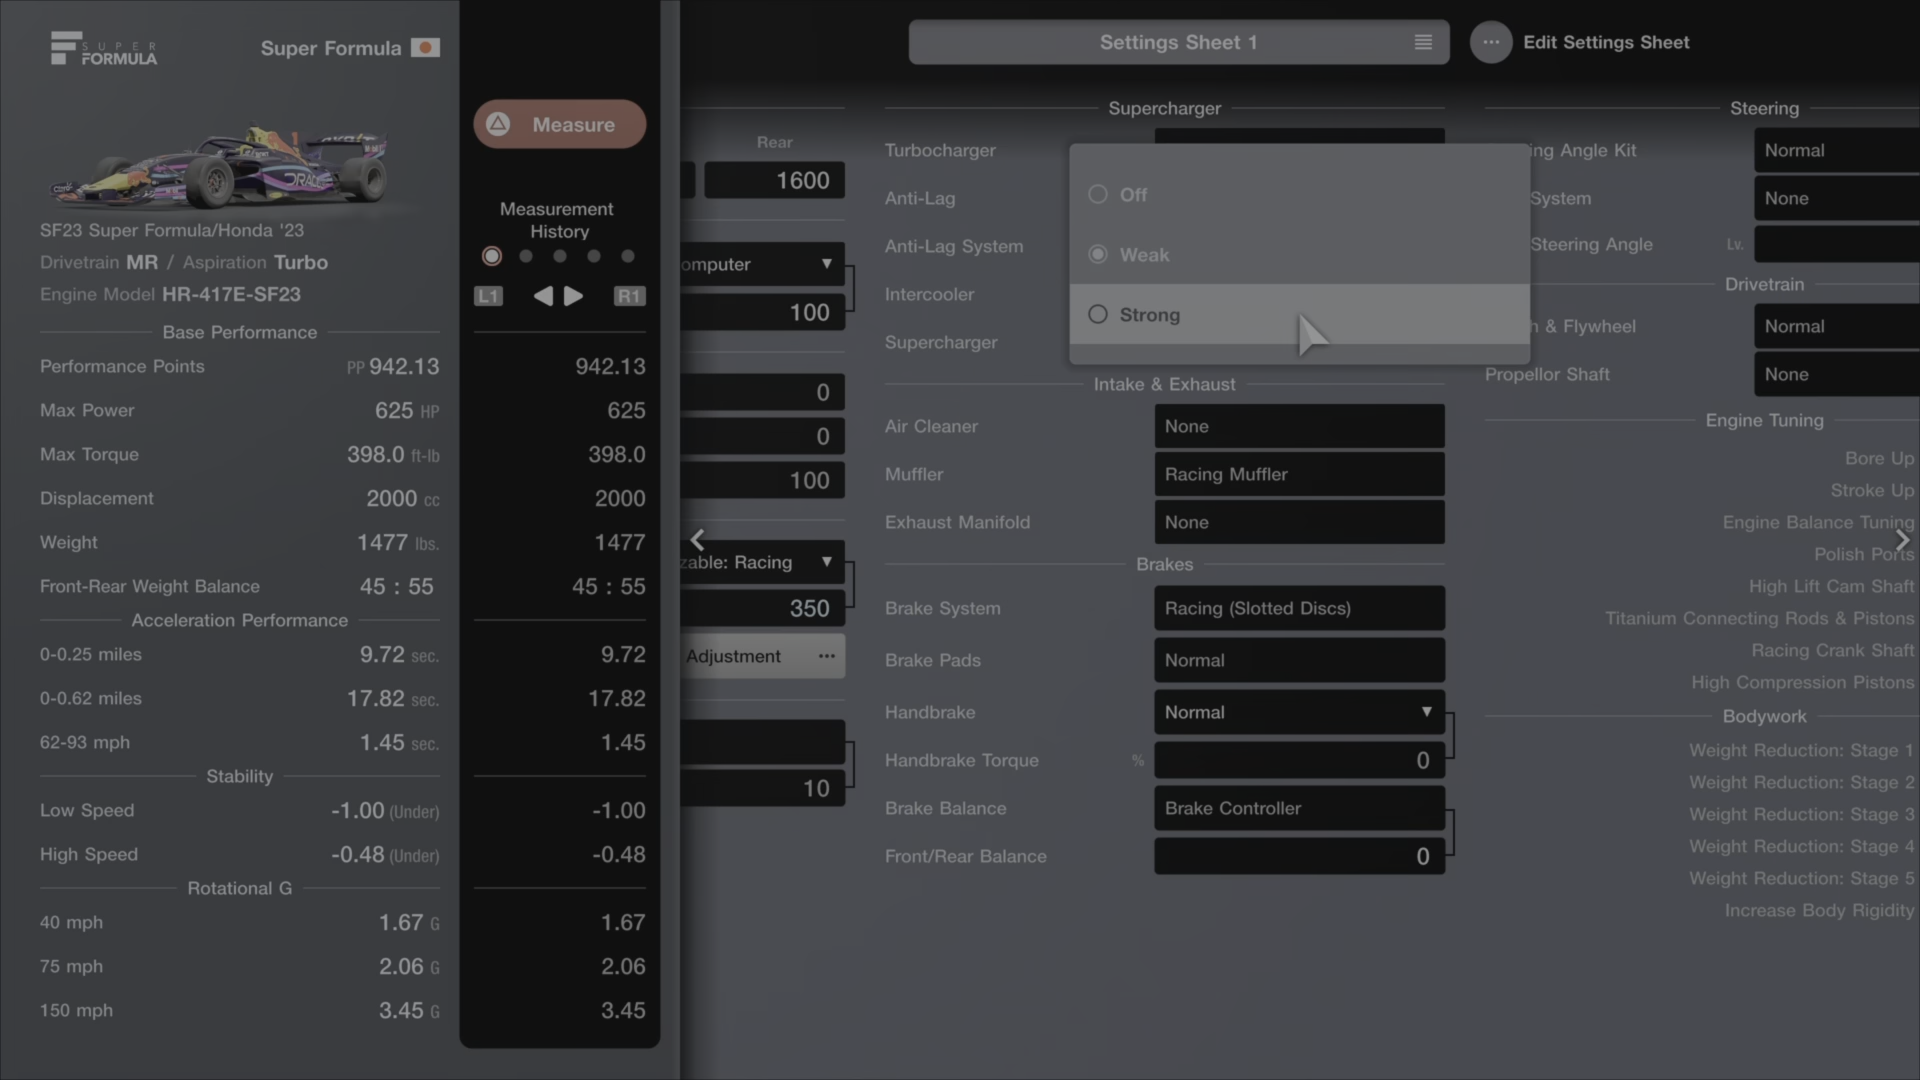 SUPER
FORMULA
Super Formula
SF23 Super Formula/Honda '23
Drivetrain MR / Aspiration Turbo
Engine Model HR-417E-SF23
Base Performance
Performance Points PP 942.13
Max Power 625 HP
Max Torque 398.0 ft-lb
Displacement 2000 cc
Weight 1477 lbs.
Front-Rear Weight Balance 45 : 55
Acceleration Performance
0-0.25 miles 9.72 sec.
0-0.62 miles 17.82 sec.
62-93 mph 1.45 sec.
Stability
Low Speed -1.00 (Under)
High Speed -0.48 (Under)
Rotational G
40 mph 1.67 G
75 mph 2.06 G
150 mph 3.45 G
Measure
Measurement
History
L1 R1
942.13
625
398.0
2000
1477
45 : 55
9.72
17.82
1.45
-1.00
-0.48
1.67
2.06
3.45
Settings Sheet 1
Edit Settings Sheet
Rear
1600
omputer
100
0
0
100
zable: Racing
350
Adjustment
10
Supercharger
Turbocharger
Anti-Lag
Anti-Lag System
Intercooler
Supercharger
Off
Weak
Strong
Intake & Exhaust
Air Cleaner None
Muffler Racing Muffler
Exhaust Manifold None
Brakes
Brake System Racing (Slotted Discs)
Brake Pads Normal
Handbrake Normal
Handbrake Torque % 0
Brake Balance Brake Controller
Front/Rear Balance 0
Steering
ing Angle Kit Normal
System None
Steering Angle Lv.
Drivetrain
h & Flywheel Normal
Propellor Shaft None
Engine Tuning
Bore Up
Stroke Up
Engine Balance Tuning
Polish Ports
High Lift Cam Shaft
Titanium Connecting Rods & Pistons
Racing Crank Shaft
High Compression Pistons
Bodywork
Weight Reduction: Stage 1
Weight Reduction: Stage 2
Weight Reduction: Stage 3
Weight Reduction: Stage 4
Weight Reduction: Stage 5
Increase Body Rigidity